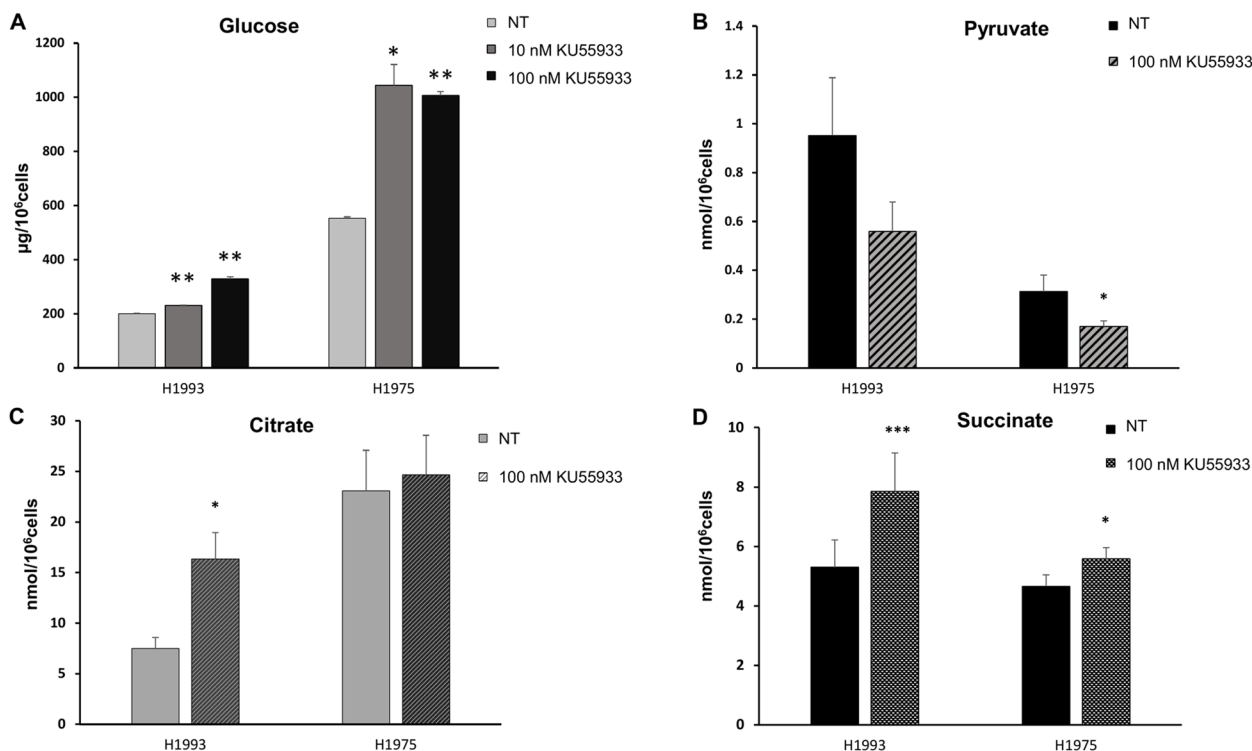 A
Glucose
NT
10 nM KU55933
100 nM KU55933
µg/10⁶cells
1200
1000
800
600
400
200
0
**
**
*
**
H1993
H1975
B
Pyruvate
NT
100 nM KU55933
nmol/10⁶cells
1.4
1.2
1
0.8
0.6
0.4
0.2
0
*
H1993
H1975
C
Citrate
NT
100 nM KU55933
nmol/10⁶cells
30
25
20
15
10
5
0
*
H1993
H1975
D
Succinate
NT
100 nM KU55933
nmol/10⁶cells
10
8
6
4
2
0
***
*
H1993
H1975